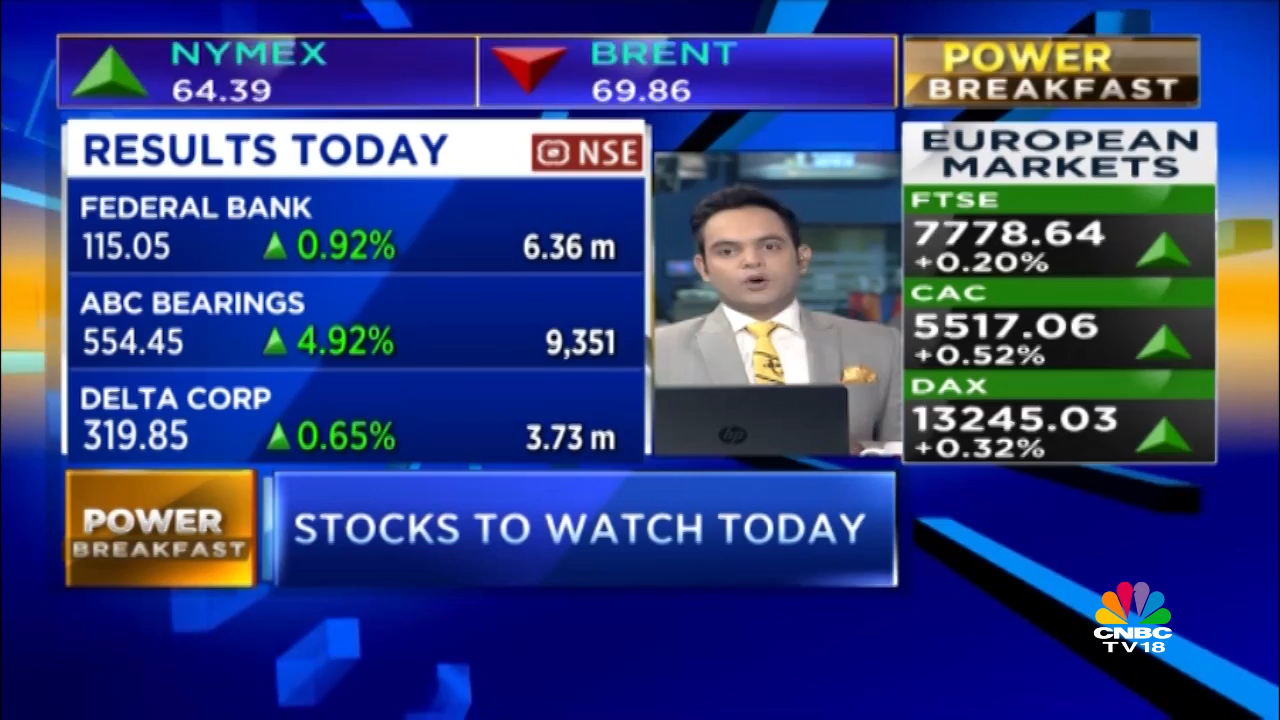 NYMEX
64.39
BRENT
69.86
POWER
BREAKFAST
RESULTS TODAY
NSE
FEDERAL BANK
115.05 0.92% 6.36 m
ABC BEARINGS
554.45 4.92% 9,351
DELTA CORP
319.85 0.65% 3.73 m
hp
EUROPEAN
MARKETS
FTSE
7778.64
+0.20%
CAC
5517.06
+0.52%
DAX
13245.03
+0.32%
POWER
BREAKFAST
STOCKS TO WATCH TODAY
CNBC
TV18